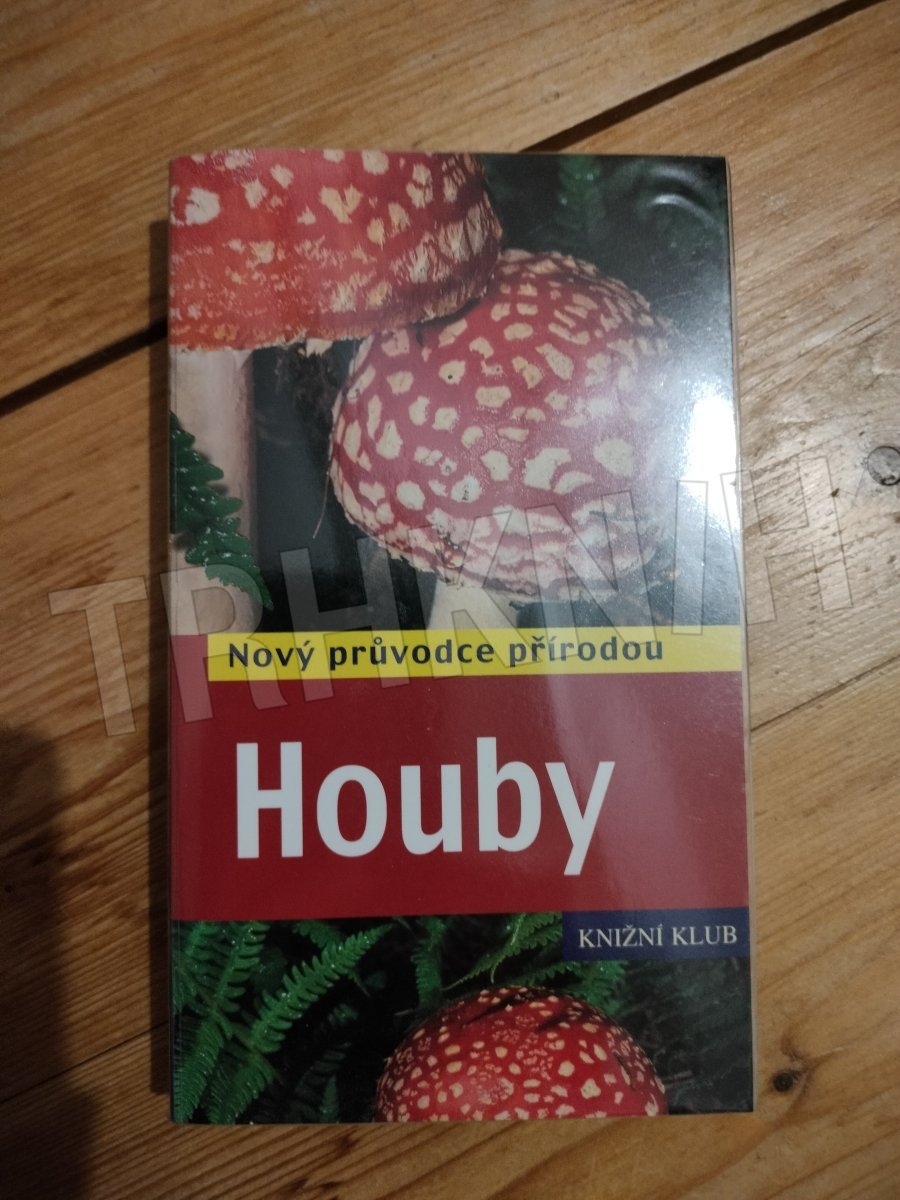 Nový průvodce přírodou
Houby
KNIŽNÍ KLUB
TRHKNIH